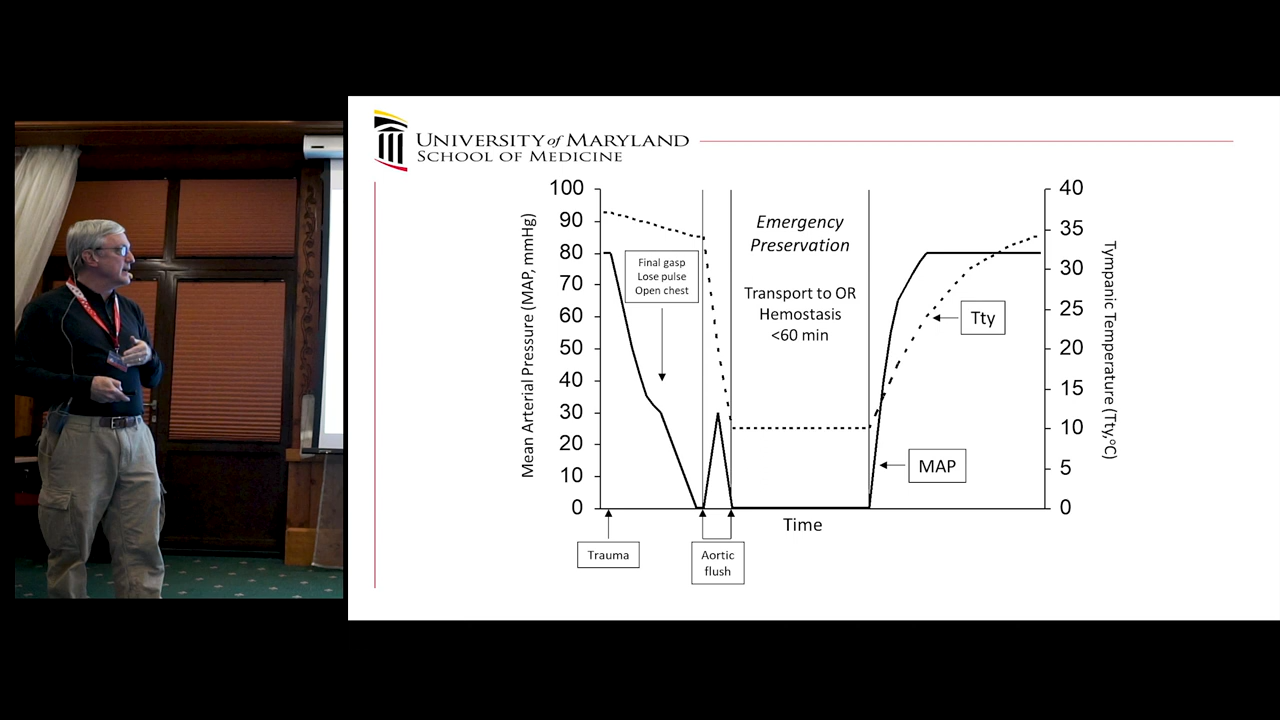 UNIVERSITY of MARYLAND
SCHOOL OF MEDICINE
Mean Arterial Pressure (MAP, mmHg)
100
90
80
70
60
50
40
30
20
10
0
Final gasp
Lose pulse
Open chest
Emergency
Preservation
Transport to OR
Hemostasis
<60 min
Tty
MAP
40
35
30
25
20
15
10
5
0
Tympanic Temperature (Tty,°C)
Time
Trauma
Aortic
flush